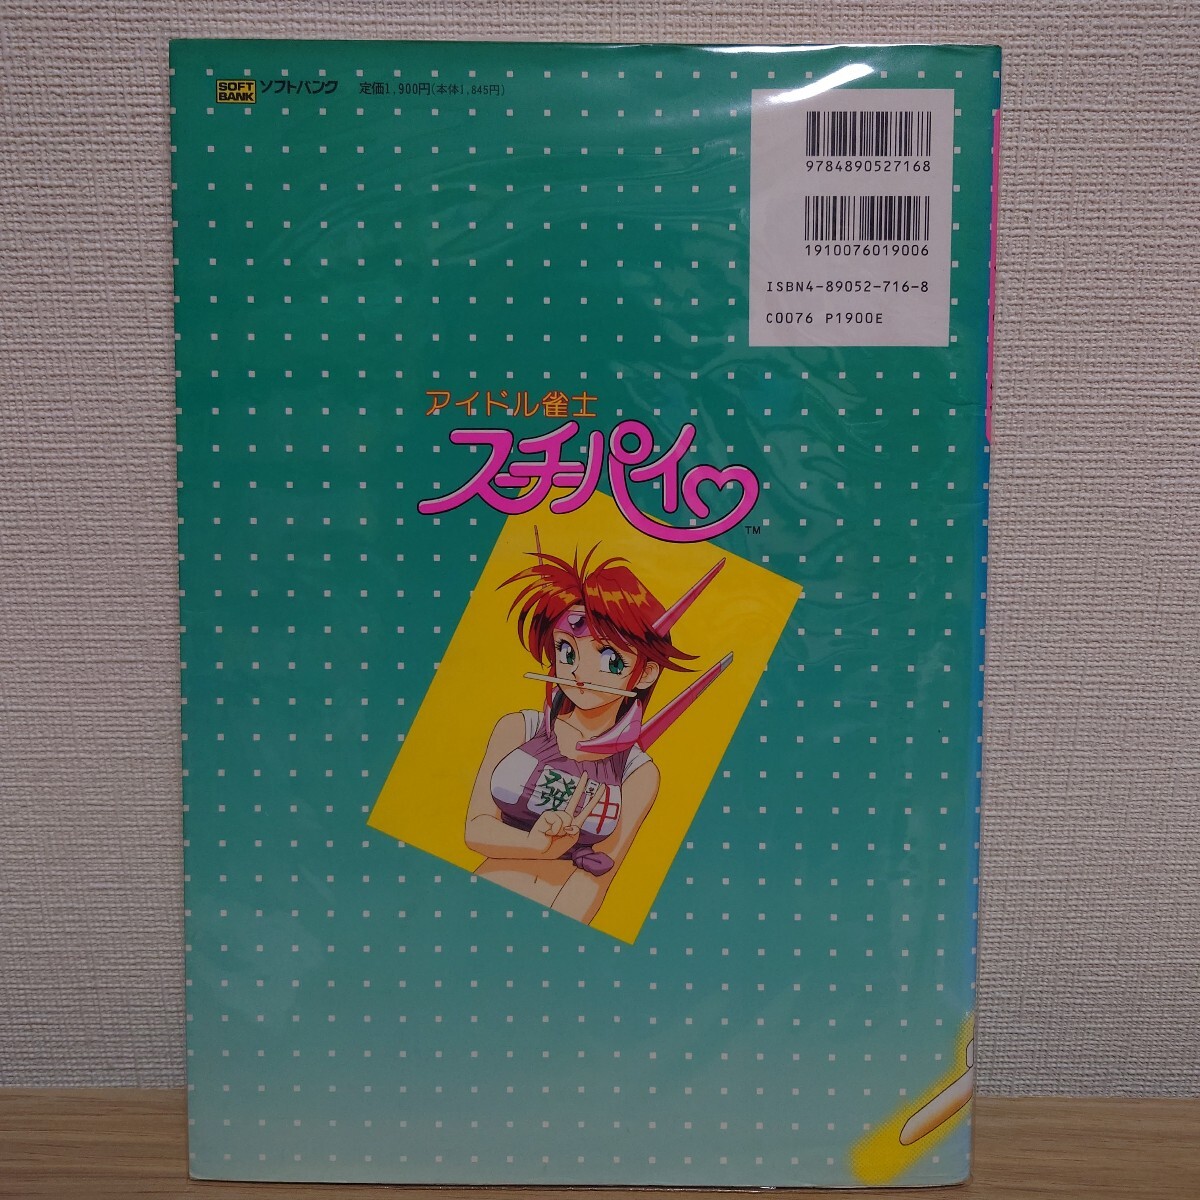 SOFT
BANK
ソフトバンク 定価1,900円(本体1,845円)
9784890527168
1910076019006
ISBN4-89052-716-8
C0076 P1900E
アイドル雀士
スーチーパイ
TM
發
中